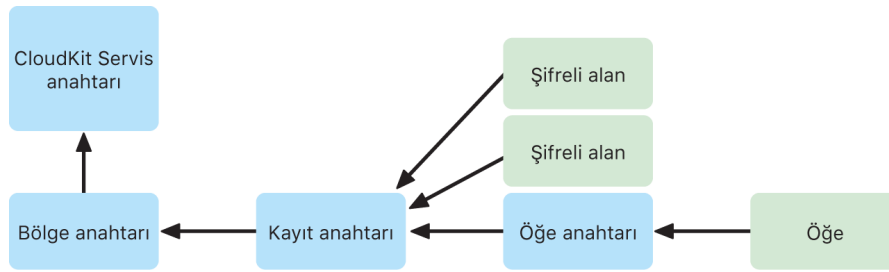 CloudKit Servis
anahtarı
Şifreli alan
Şifreli alan
Bölge anahtarı
Kayıt anahtarı
Öğe anahtarı
Öğe